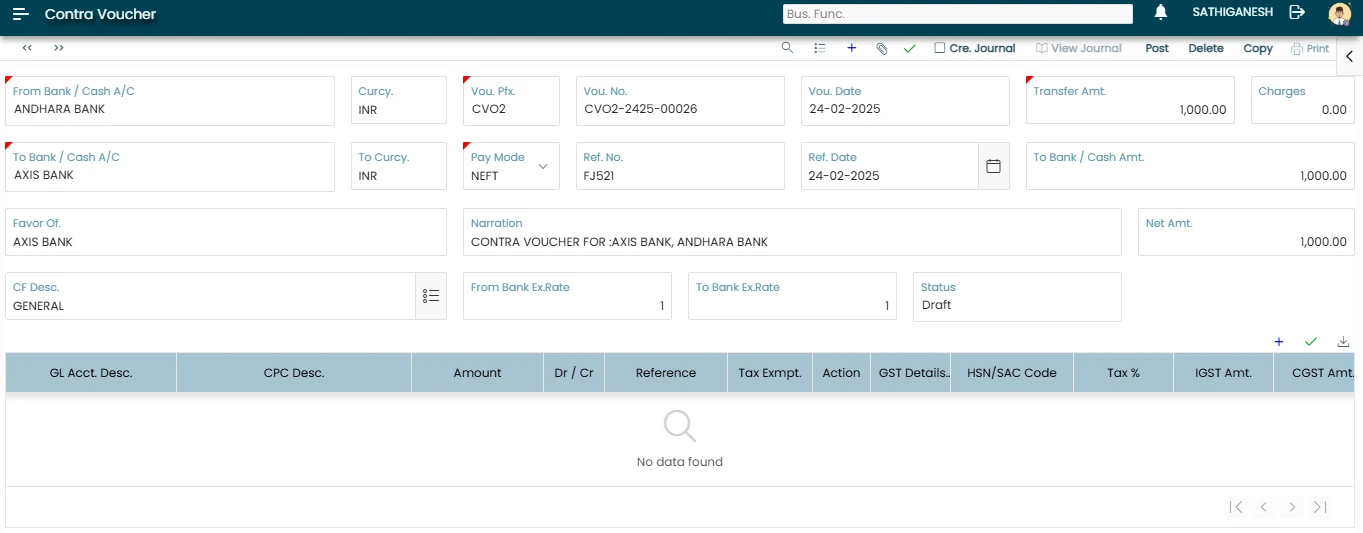 Contra Voucher
Bus. Func.
SATHIGANESH
Cre. Journal
View Journal
Post
Delete
Copy
Print
From Bank / Cash A/C
ANDHARA BANK
Curcy.
INR
Vou. Pfx.
CVO2
Vou. No.
CVO2-2425-00026
Vou. Date
24-02-2025
Transfer Amt.
1,000.00
Charges
0.00
To Bank / Cash A/C
AXIS BANK
To Curcy.
INR
Pay Mode
NEFT
Ref. No.
FJ521
Ref. Date
24-02-2025
To Bank / Cash Amt.
1,000.00
Favor Of.
AXIS BANK
Narration
CONTRA VOUCHER FOR :AXIS BANK, ANDHARA BANK
Net Amt.
1,000.00
CF Desc.
GENERAL
From Bank Ex.Rate
1
To Bank Ex.Rate
1
Status
Draft
GL Acct. Desc.
CPC Desc.
Amount
Dr / Cr
Reference
Tax Exmpt.
Action
GST Details..
HSN/SAC Code
Tax %
IGST Amt.
CGST Amt.
No data found